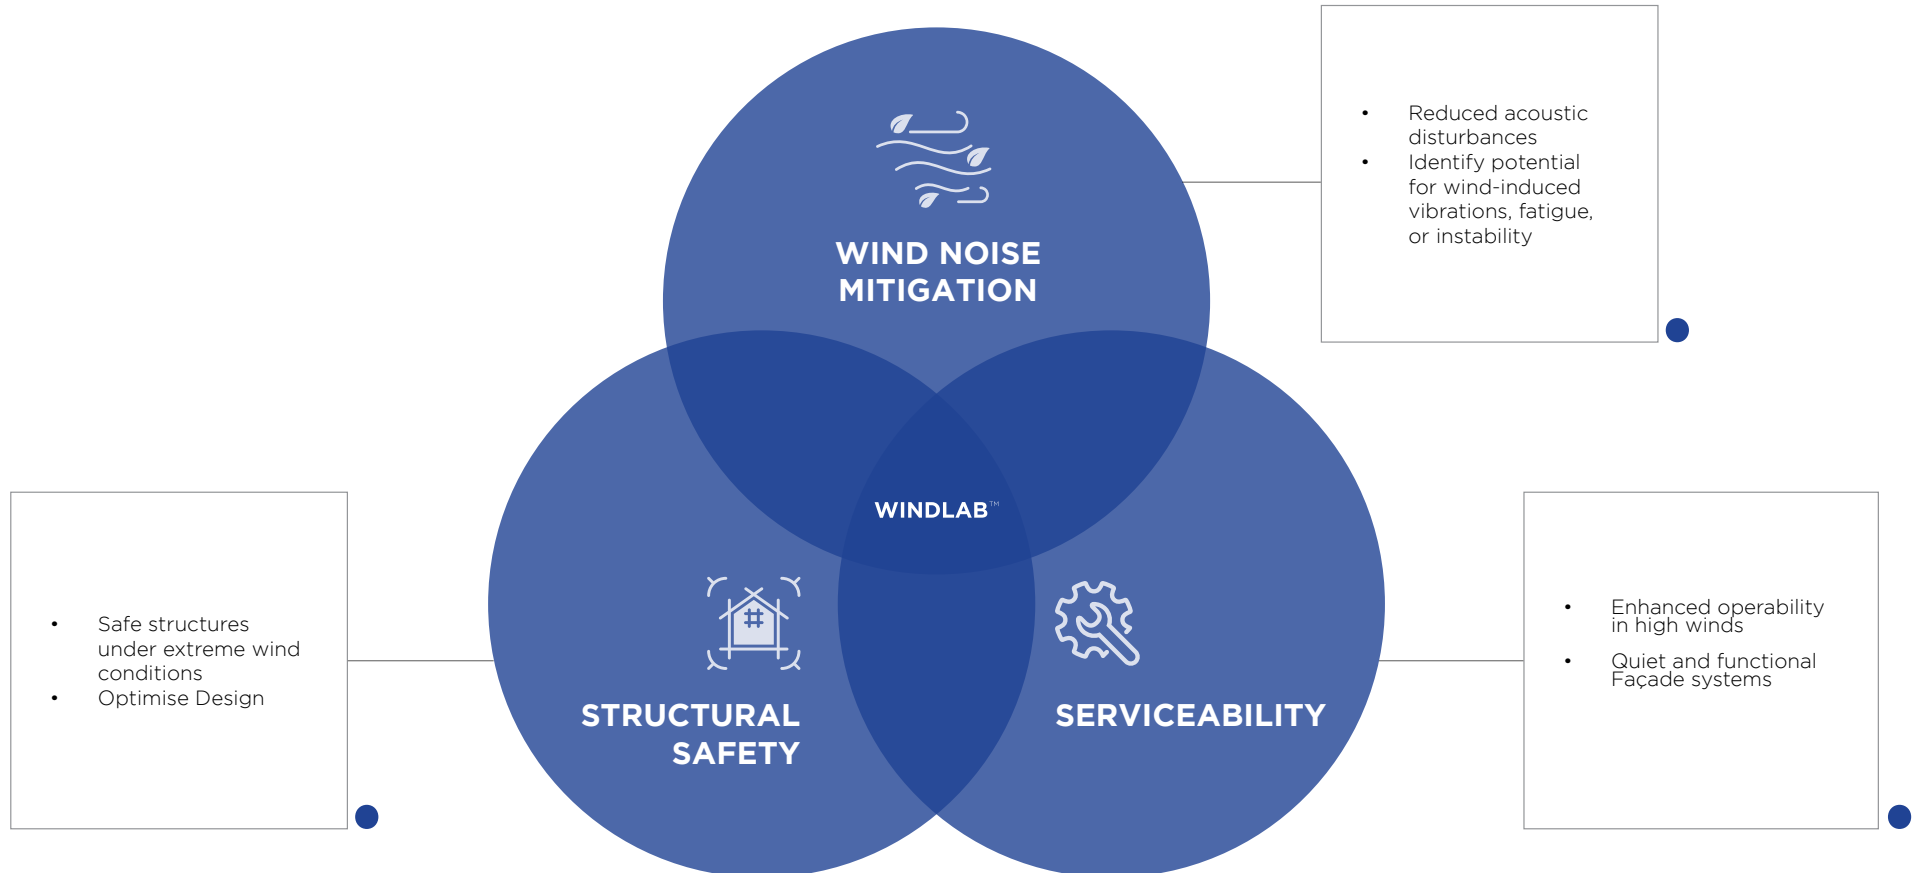 • Reduced acoustic
disturbances
• Identify potential
for wind-induced
vibrations, fatigue,
or instability
WIND NOISE
MITIGATION
WINDLAB™
• Safe structures
under extreme wind
conditions
• Optimise Design
STRUCTURAL
SAFETY
SERVICEABILITY
• Enhanced operability
in high winds
• Quiet and functional
Façade systems